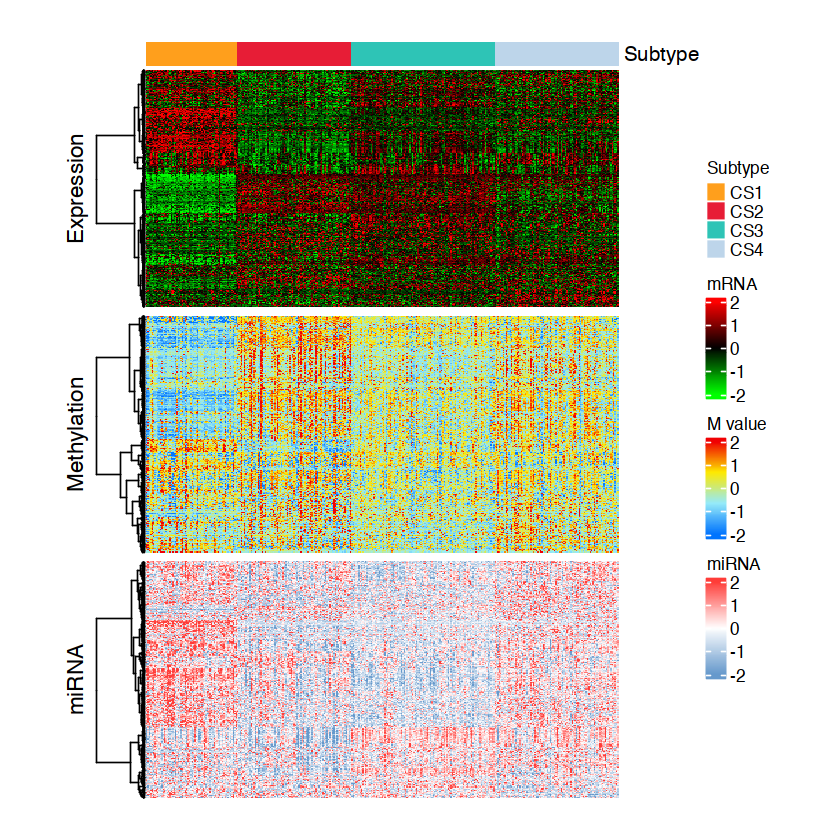 Subtype
Expression
Methylation
miRNA
Subtype
CS1
CS2
CS3
CS4
mRNA
2
1
0
-1
-2
M value
2
1
0
-1
-2
miRNA
2
1
0
-1
-2